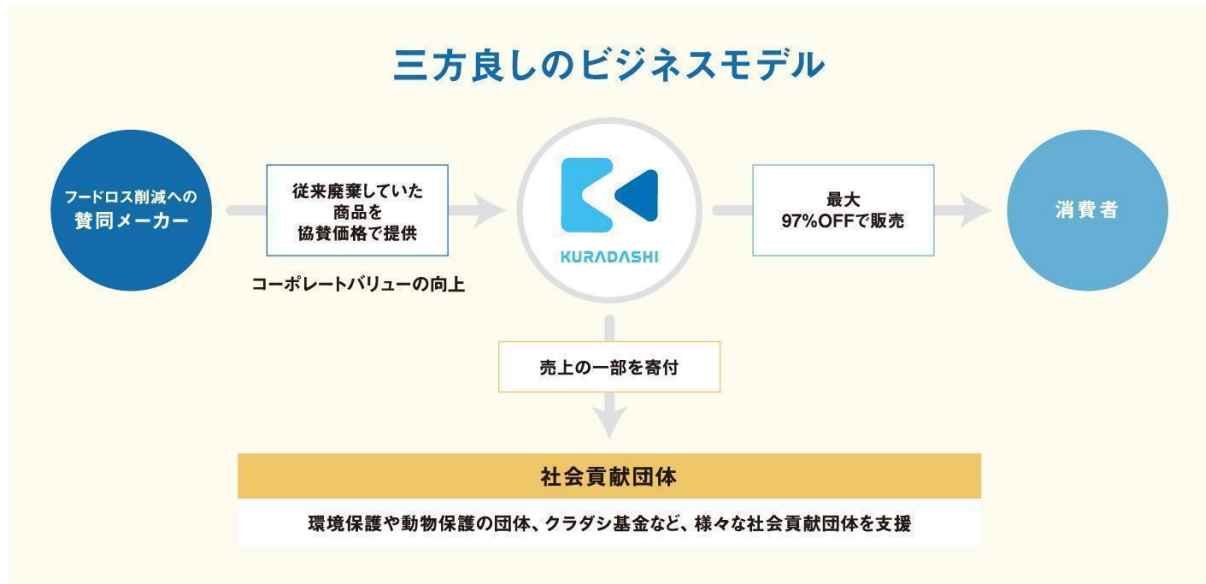 三方良しのビジネスモデル
フードロス削減への
賛同メーカー
従来廃棄していた
商品を
協賛価格で提供
コーポレートバリューの向上
KURADASHI
最大
97%OFFで販売
消費者
売上の一部を寄付
社会貢献団体
環境保護や動物保護の団体、クラダシ基金など、様々な社会貢献団体を支援